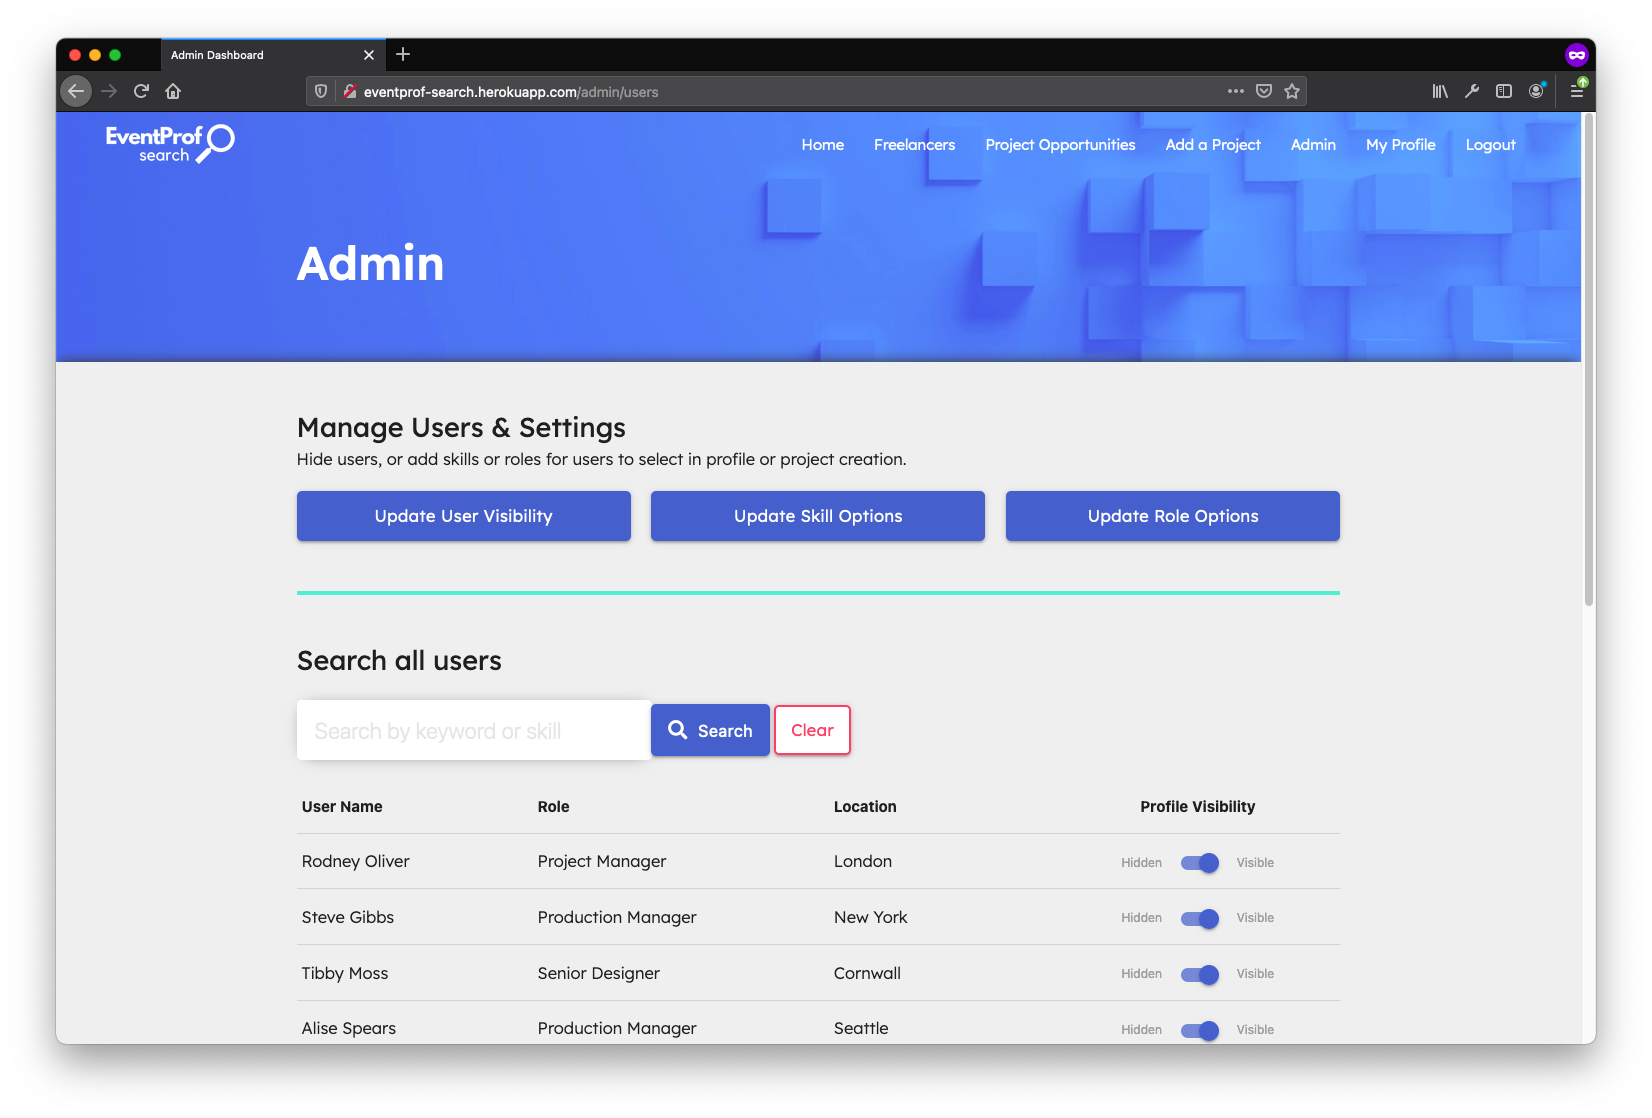 Admin Dashboard
eventprof-search.herokuapp.com/admin/users
EventProf
search
Home Freelancers Project Opportunities Add a Project Admin My Profile Logout
Admin
Manage Users & Settings
Hide users, or add skills or roles for users to select in profile or project creation.
Update User Visibility Update Skill Options Update Role Options
Search all users
Search by keyword or skill Search Clear
User Name Role Location Profile Visibility
Rodney Oliver Project Manager London Hidden Visible
Steve Gibbs Production Manager New York Hidden Visible
Tibby Moss Senior Designer Cornwall Hidden Visible
Alise Spears Production Manager Seattle Hidden Visible